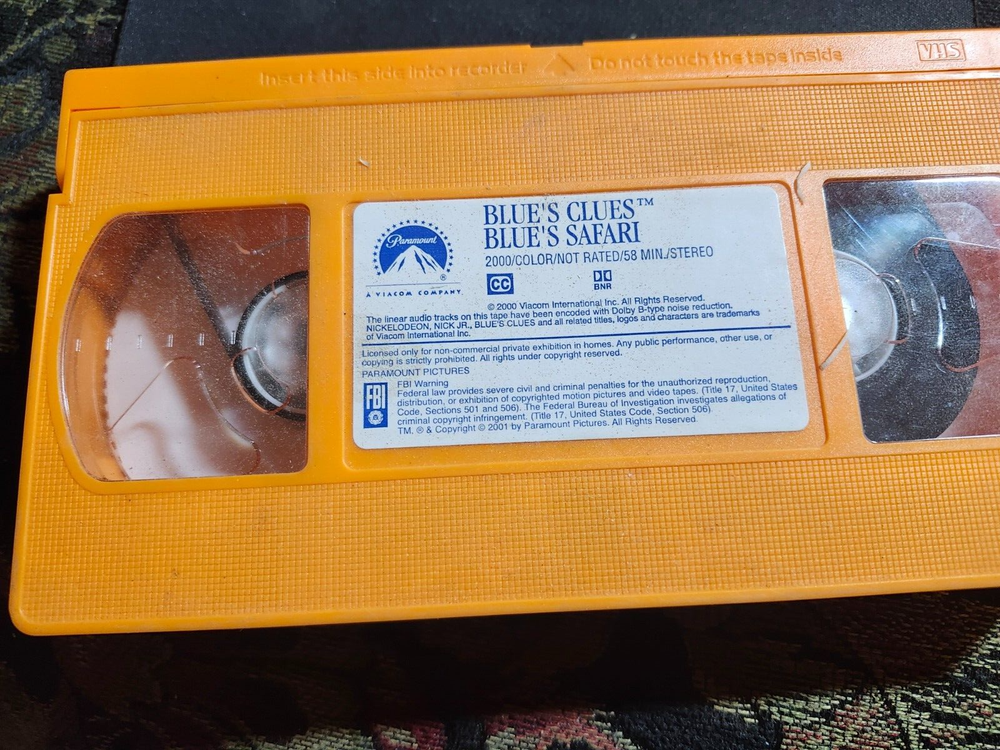 Insert this side into recorder Do not touch the tape inside
VHS
Paramount
®
A VIACOM COMPANY.
BLUE'S CLUES™
BLUE'S SAFARI
2000/COLOR/NOT RATED/58 MIN./STEREO
CC
BNR
© 2000 Viacom International Inc. All Rights Reserved.
The linear audio tracks on this tape have been encoded with Dolby B-type noise reduction.
NICKELODEON, NICK JR., BLUE'S CLUES and all related titles, logos and characters are trademarks
of Viacom International Inc.
Licensed only for non-commercial private exhibition in homes. Any public performance, other use, or
copying is strictly prohibited. All rights under copyright reserved.
PARAMOUNT PICTURES
FBI
FBI Warning
Federal law provides severe civil and criminal penalties for the unauthorized reproduction,
distribution, or exhibition of copyrighted motion pictures and video tapes. (Title 17, United States
Code, Sections 501 and 506). The Federal Bureau of Investigation investigates allegations of
criminal copyright infringement. (Title 17, United States Code, Section 506).
TM, ® & Copyright © 2001 by Paramount Pictures. All Rights Reserved.